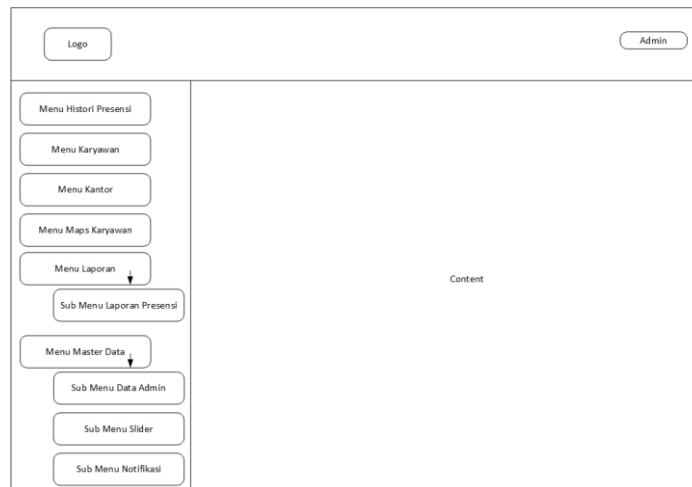 Logo
Admin
Menu Histori Presensi
Menu Karyawan
Menu Kantor
Menu Maps Karyawan
Menu Laporan
Sub Menu Laporan Presensi
Content
Menu Master Data
Sub Menu Data Admin
Sub Menu Slider
Sub Menu Notifikasi